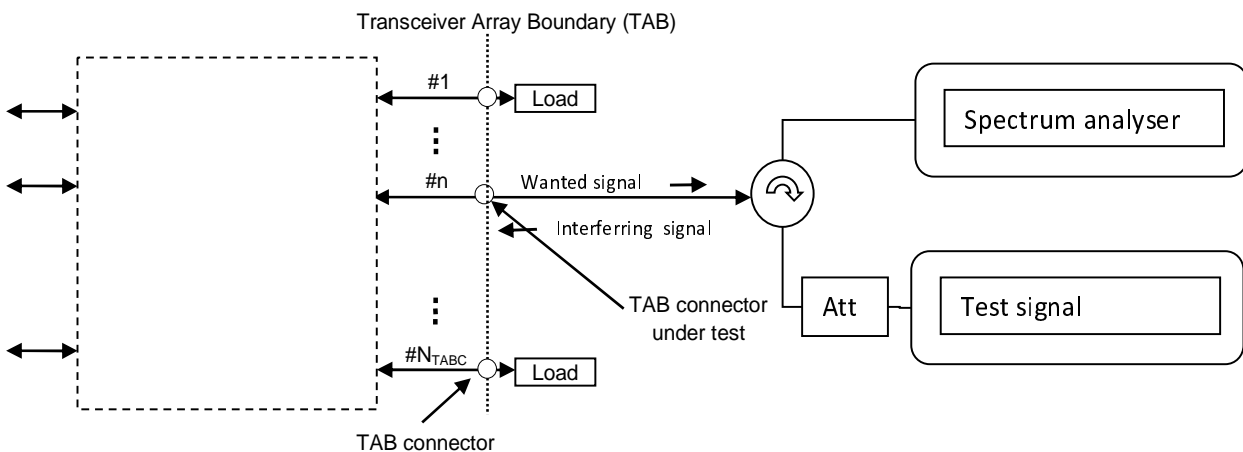 Transceiver Array Boundary (TAB)
#1
Load
Spectrum analyser
#n
Wanted signal
Interferring signal
TAB connector
under test
Att
Test signal
#NTABC
Load
TAB connector